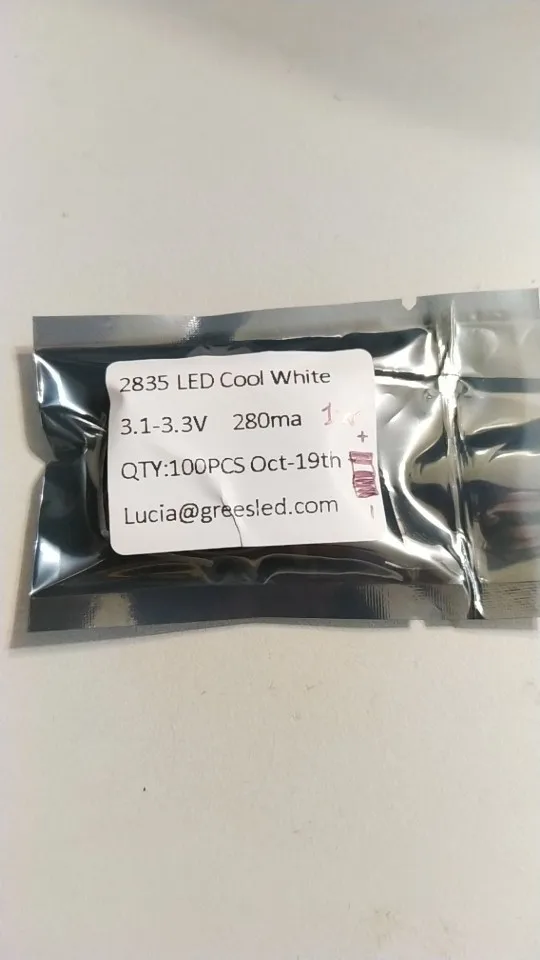 2835 LED Cool White
3.1-3.3V 280ma
+
QTY:100PCS Oct-19th
Lucia@greesled.com
-